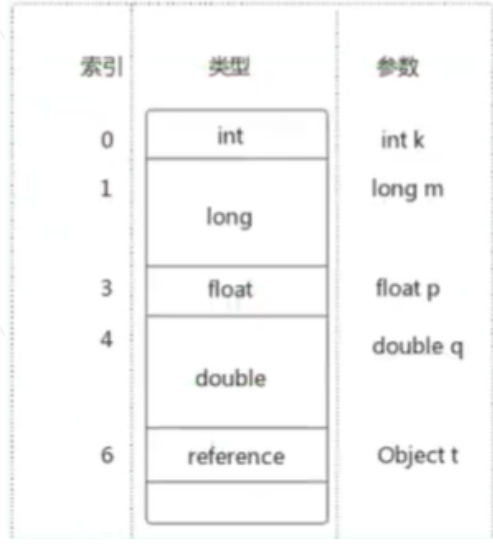 索引 类型 参数
0 int int k
1 long long m
3 float float p
4 double double q
6 reference Object t